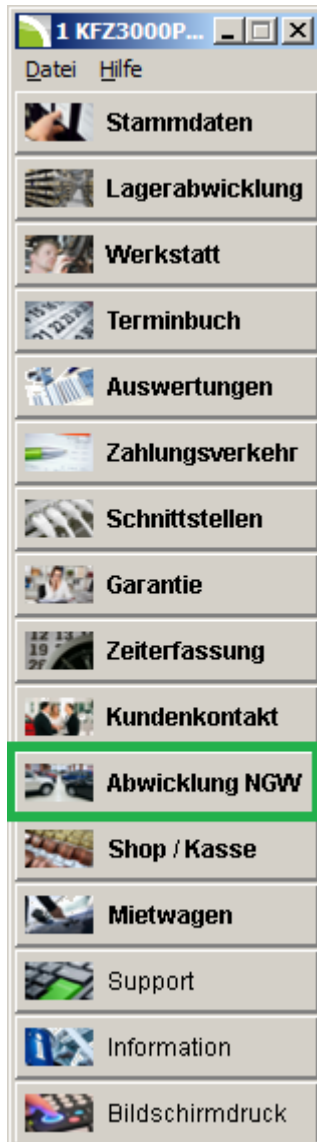 1 KFZ3000P...
Datei Hilfe
Stammdaten
Lagerabwicklung
Werkstatt
Terminbuch
Auswertungen
Zahlungsverkehr
Schnittstellen
Garantie
Zeiterfassung
Kundenkontakt
Abwicklung NGW
Shop / Kasse
Mietwagen
Support
Information
Bildschirmdruck